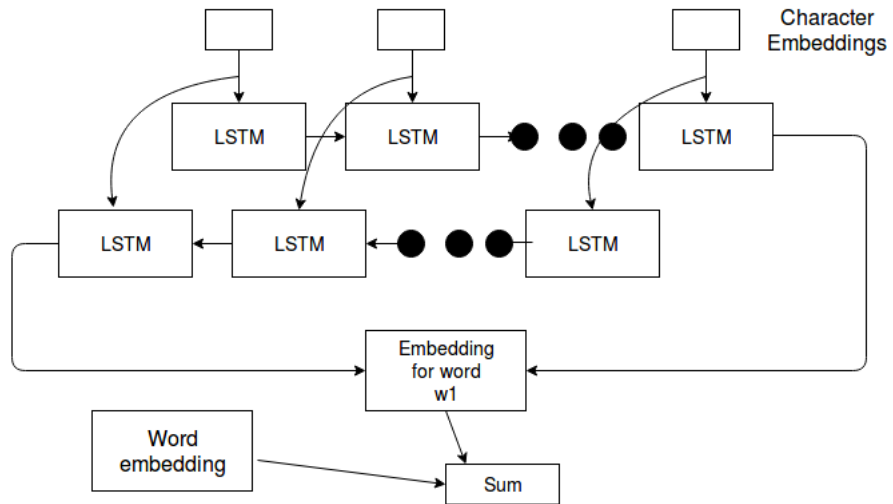 Character
Embeddings
LSTM
LSTM
LSTM
LSTM
LSTM
LSTM
Embedding
for word
w1
Word
embedding
Sum